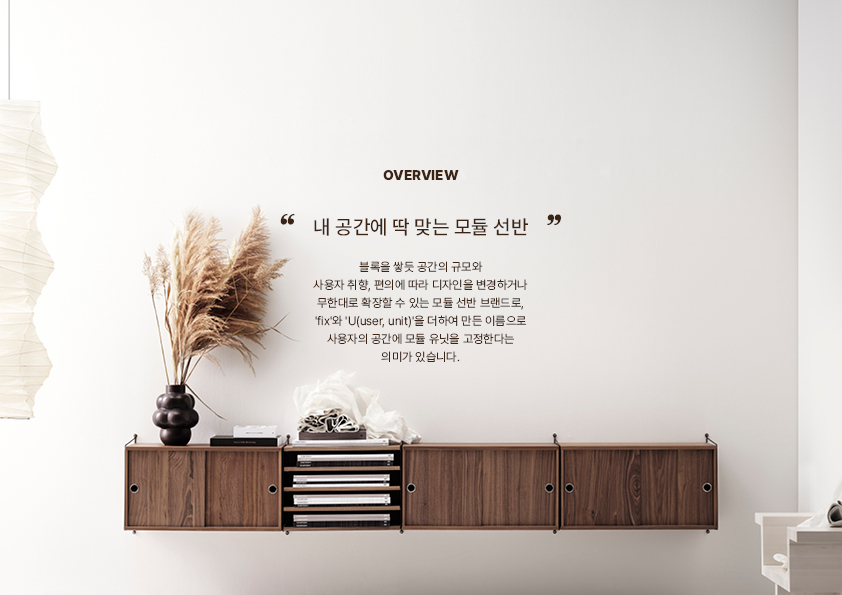 OVERVIEW
“ 내 공간에 딱 맞는 모듈 선반 ”
블록을 쌓듯 공간의 규모와
사용자 취향, 편의에 따라 디자인을 변경하거나
무한대로 확장할 수 있는 모듈 선반 브랜드로,
'fix'와 'U(user, unit)'을 더하여 만든 이름으로
사용자의 공간에 모듈 유닛을 고정한다는
의미가 있습니다.